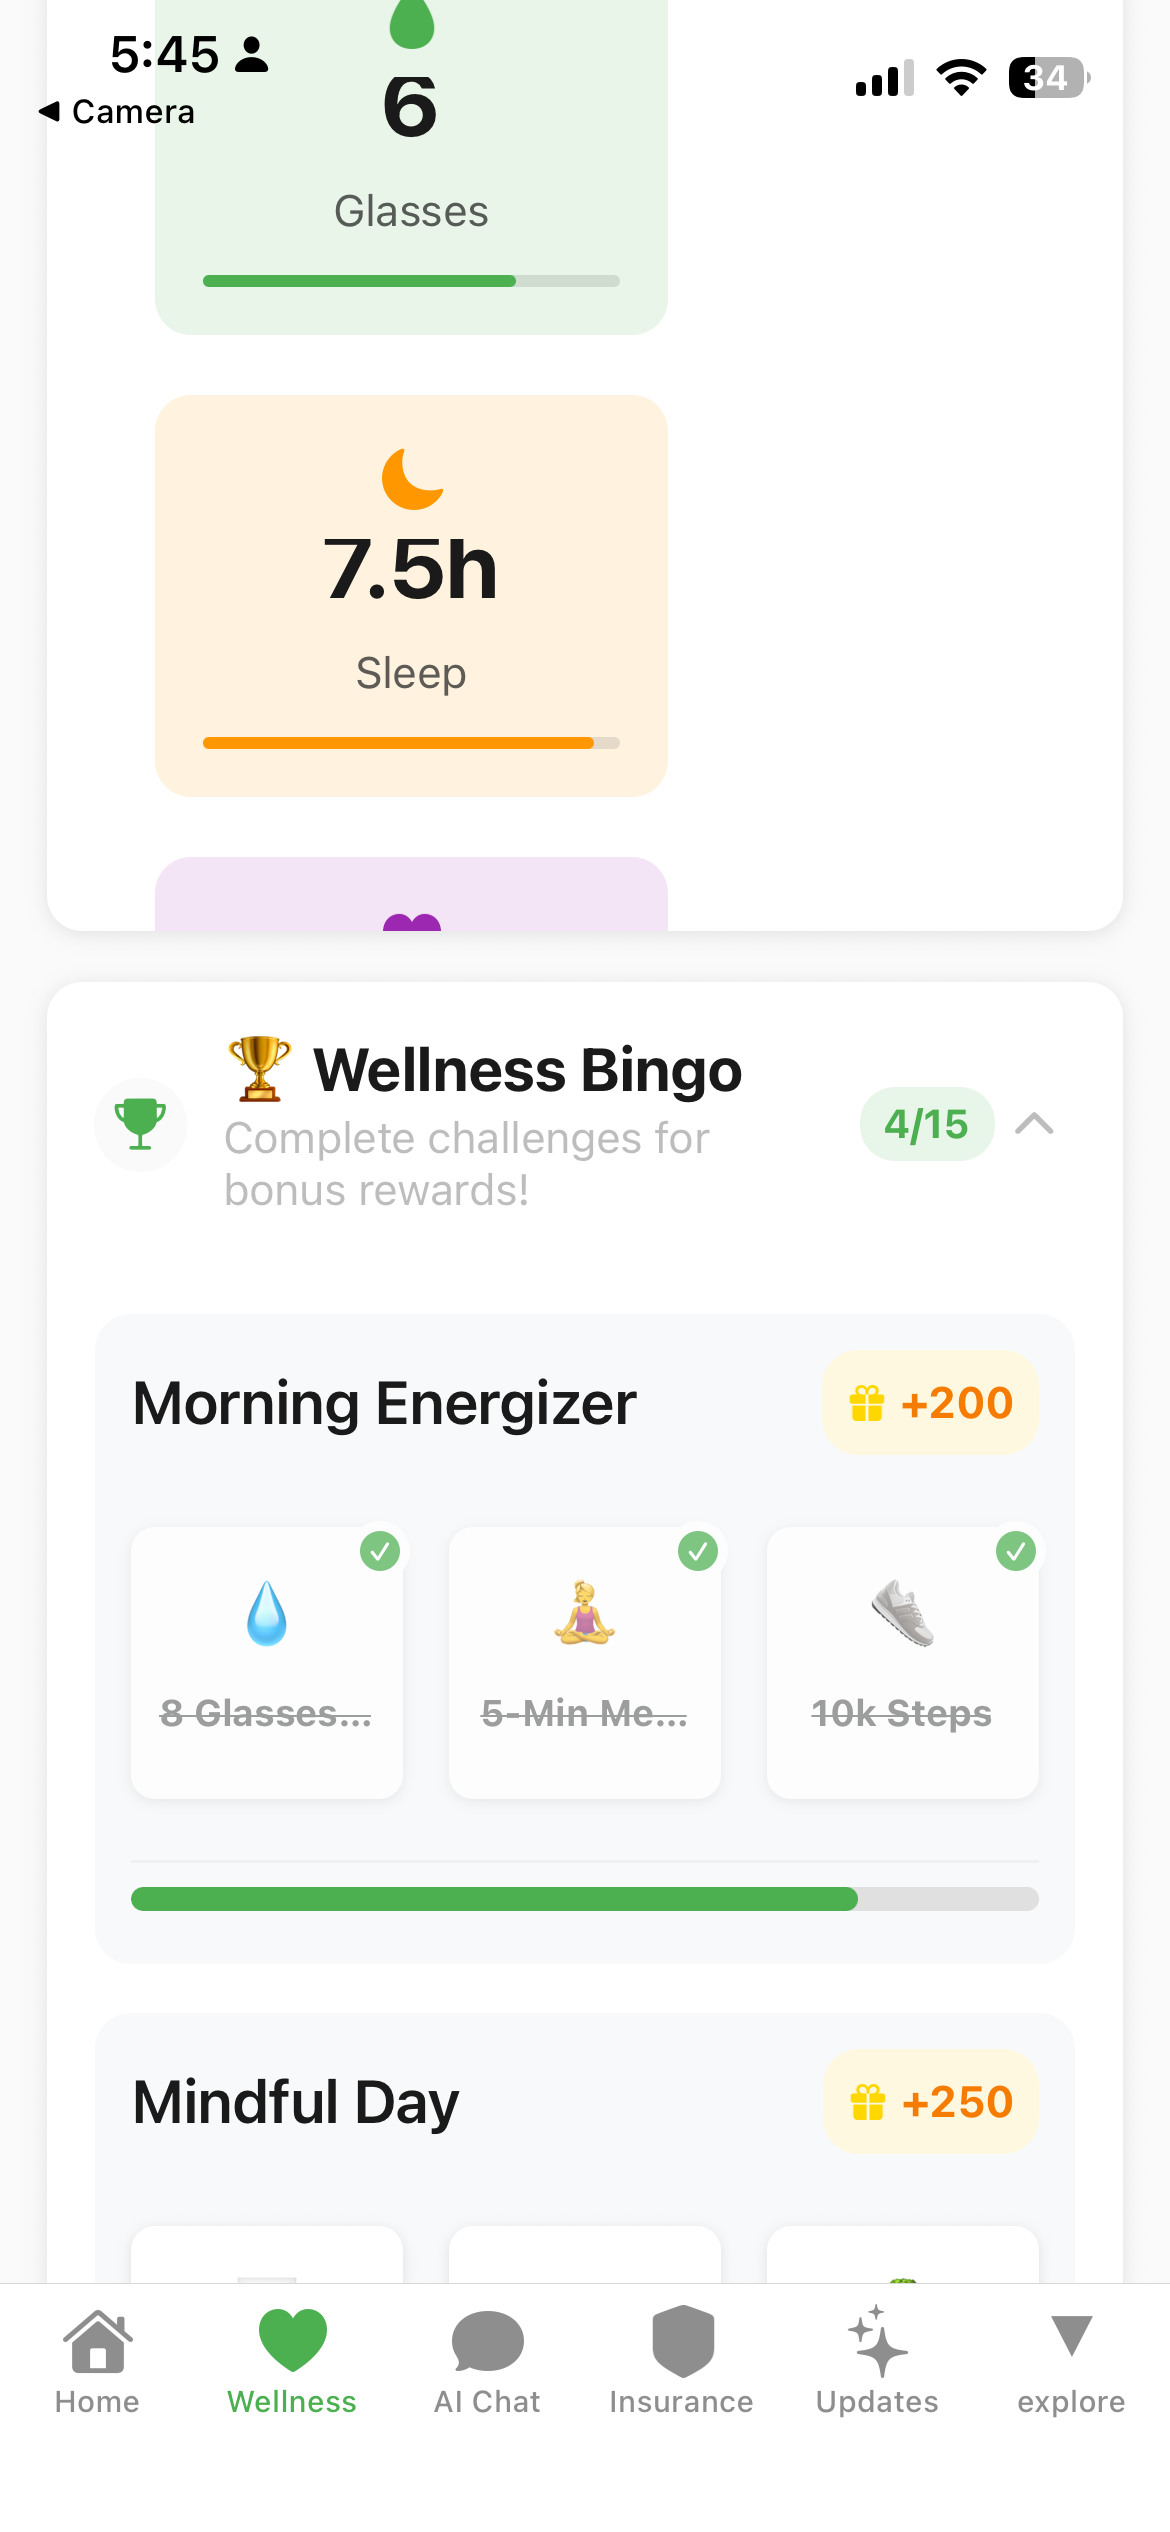 5:45
◀ Camera
34
6
Glasses
7.5h
Sleep
🏆 Wellness Bingo
Complete challenges for
bonus rewards!
4/15
Morning Energizer
+200
8 Glasses...
5-Min Me...
10k Steps
Mindful Day
+250
Home
Wellness
AI Chat
Insurance
Updates
explore